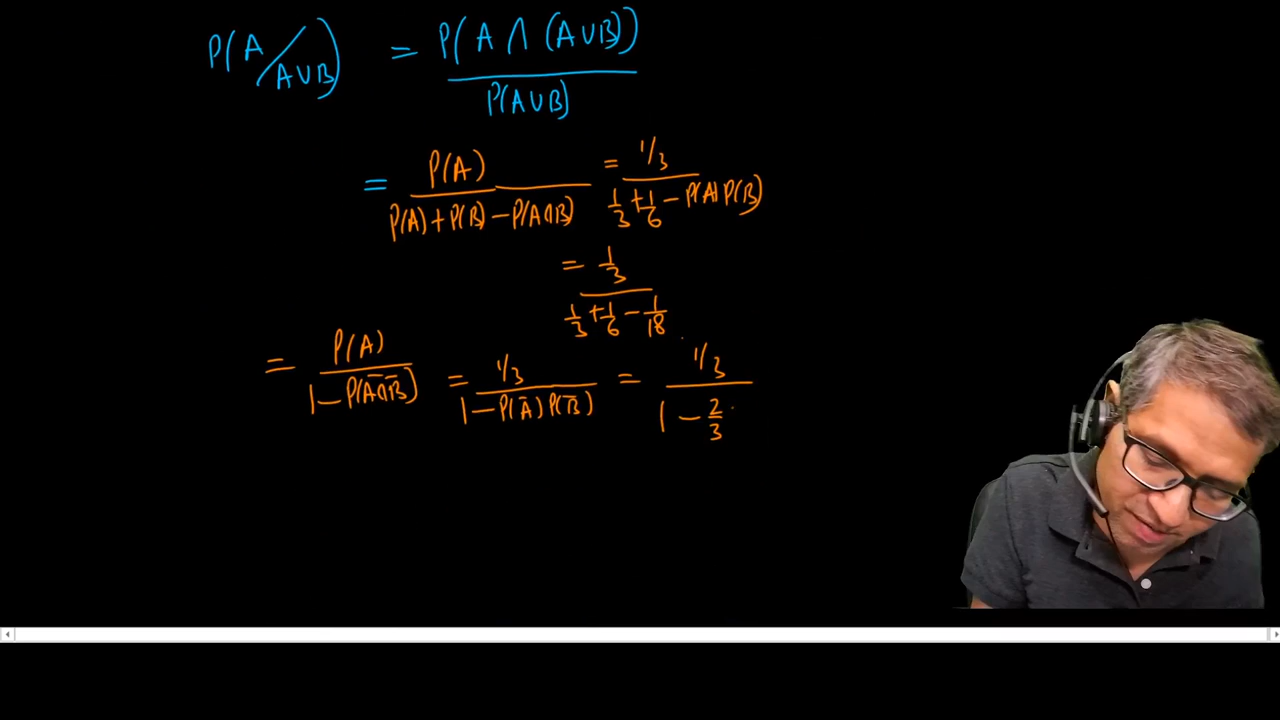 P(A/A∪B) = P(A ∩ (A∪B)) / P(A∪B)
= P(A) / P(A)+P(B)−P(A∩B) = 1/3 / 1/3 + 1/6 − P(A)P(B)
= 1/3 / 1/3 + 1/6 − 1/18
= P(A) / 1−P(A̅∩B̅) = 1/3 / 1−P(A̅)P(B̅) = 1/3 / 1 − 2/3